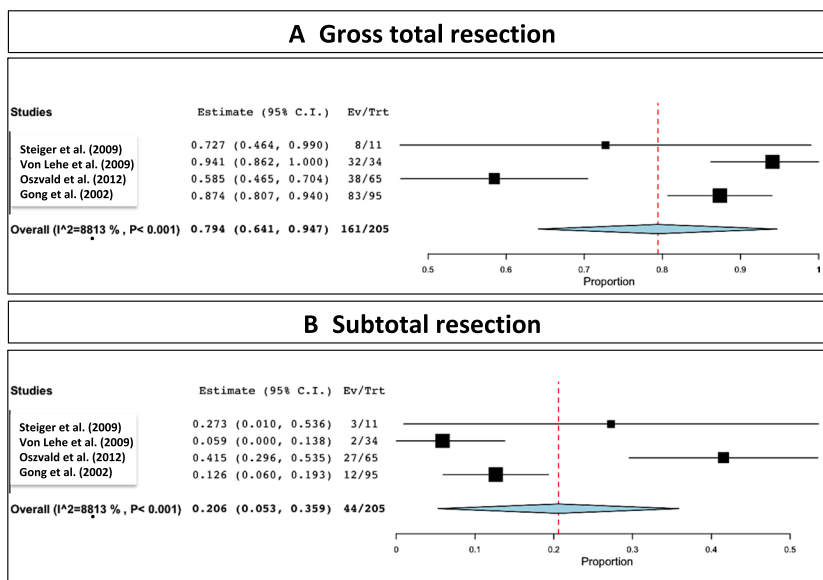 A Gross total resection
Studies Estimate (95% C.I.) Ev/Trt
Steiger et al. (2009) 0.727 (0.464, 0.990) 8/11
Von Lehe et al. (2009) 0.941 (0.862, 1.000) 32/34
Oszvald et al. (2012) 0.585 (0.465, 0.704) 38/65
Gong et al. (2002) 0.874 (0.807, 0.940) 83/95
Overall (I^2=8813 % , P< 0.001) 0.794 (0.641, 0.947) 161/205
0.5 0.6 0.7 0.8 0.9 1
Proportion
B Subtotal resection
Studies Estimate (95% C.I.) Ev/Trt
Steiger et al. (2009) 0.273 (0.010, 0.536) 3/11
Von Lehe et al. (2009) 0.059 (0.000, 0.138) 2/34
Oszvald et al. (2012) 0.415 (0.296, 0.535) 27/65
Gong et al. (2002) 0.126 (0.060, 0.193) 12/95
Overall (I^2=8813 % , P< 0.001) 0.206 (0.053, 0.359) 44/205
0 0.1 0.2 0.3 0.4 0.5
Proportion